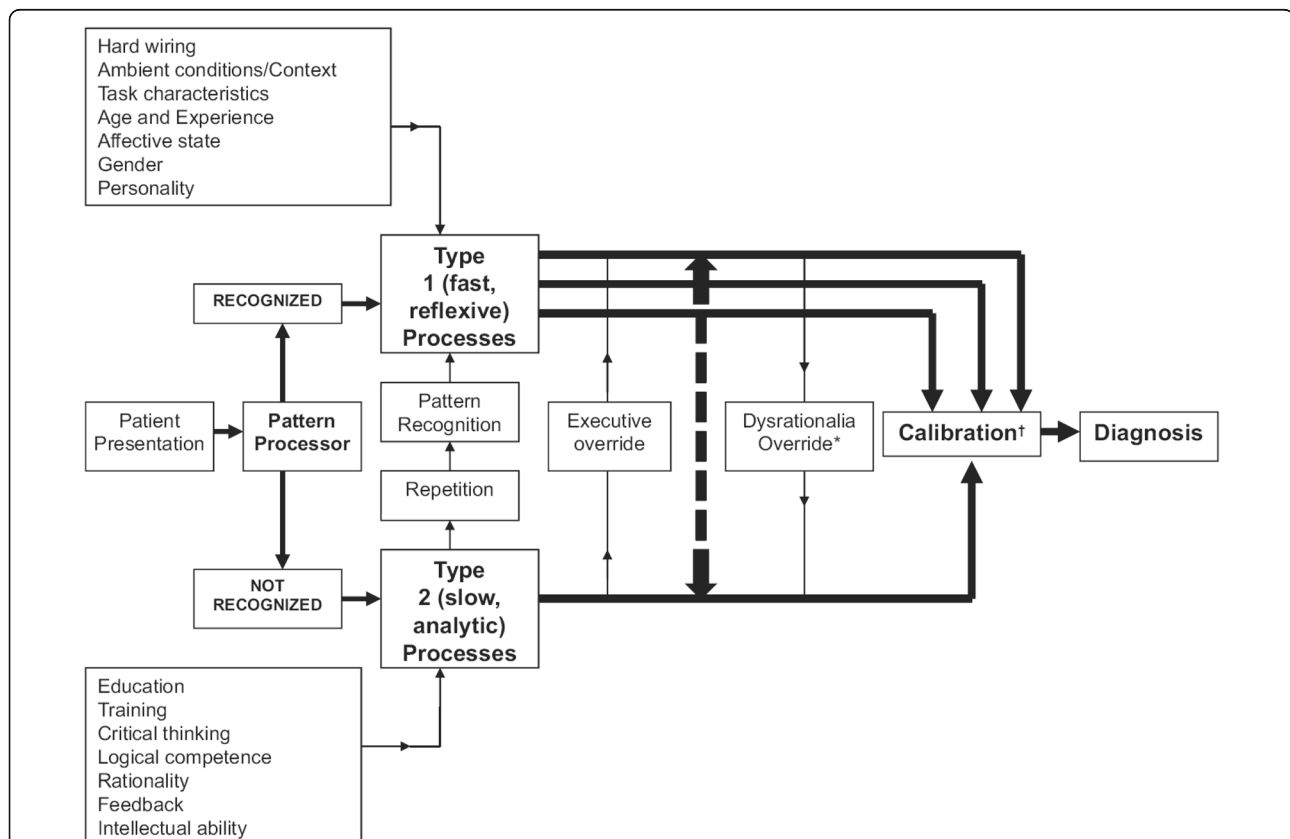 Hard wiring
Ambient conditions/Context
Task characteristics
Age and Experience
Affective state
Gender
Personality
RECOGNIZED
Type
1 (fast,
reflexive)
Processes
Patient
Presentation
Pattern
Processor
Pattern
Recognition
Repetition
Executive
override
Dysrationalia
Override*
Calibration†
Diagnosis
NOT
RECOGNIZED
Type
2 (slow,
analytic)
Processes
Education
Training
Critical thinking
Logical competence
Rationality
Feedback
Intellectual ability